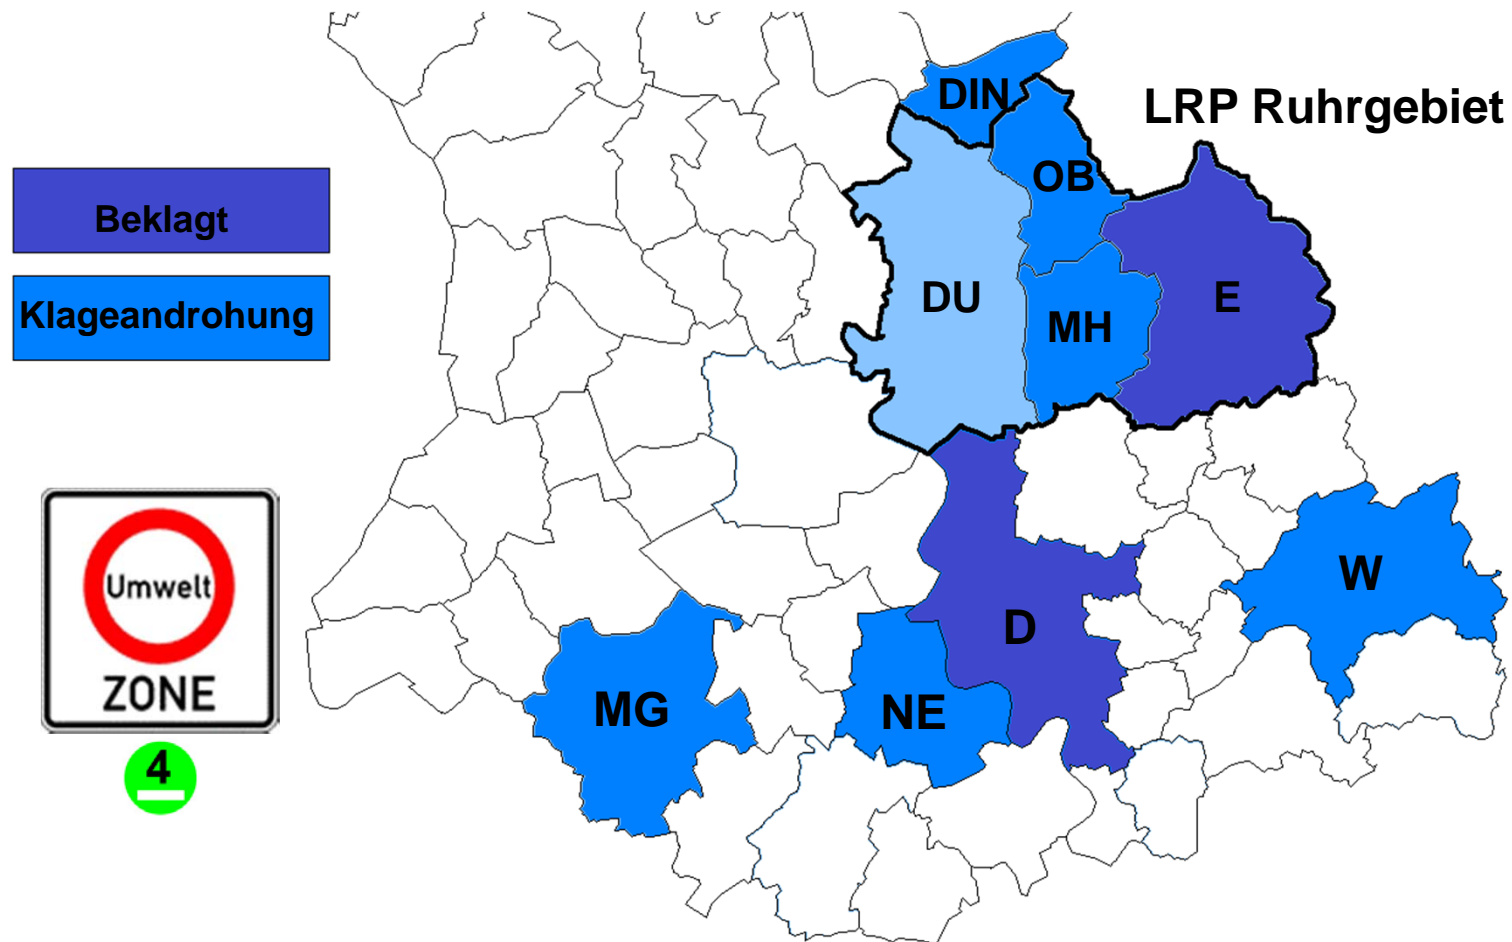 DIN
LRP Ruhrgebiet
OB
Beklagt
DU
E
Klageandrohung
MH
Umwelt
ZONE
W
D
MG
NE
4